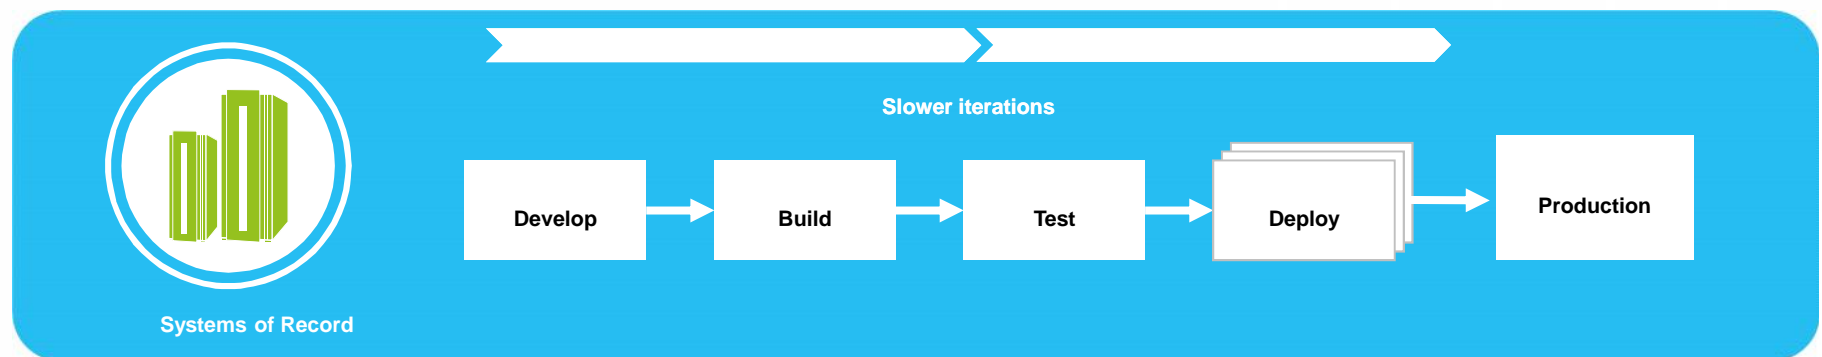 Slower iterations
Develop
Build
Test
Deploy
Production
Systems of Record